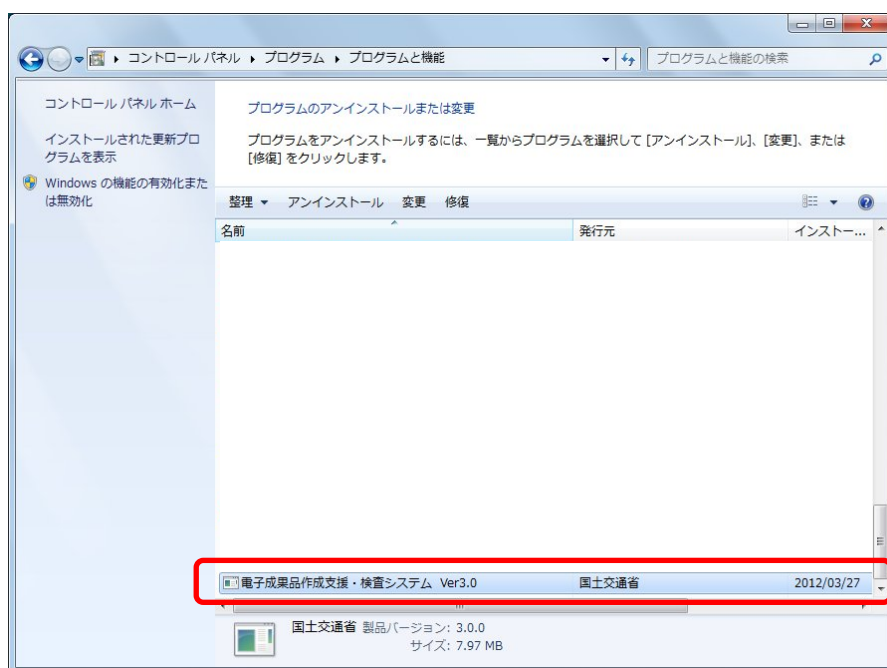 コントロール パネル ▸ プログラム ▸ プログラムと機能
プログラムと機能の検索
コントロール パネル ホーム
インストールされた更新プロ
グラムを表示
Windows の機能の有効化また
は無効化
プログラムのアンインストールまたは変更
プログラムをアンインストールするには、一覧からプログラムを選択して [アンインストール]、[変更]、または
[修復] をクリックします。
整理 アンインストール 変更 修復
名前 発行元 インストー...
電子成果品作成支援・検査システム Ver3.0 国土交通省 2012/03/27
国土交通省 製品バージョン: 3.0.0
サイズ: 7.97 MB